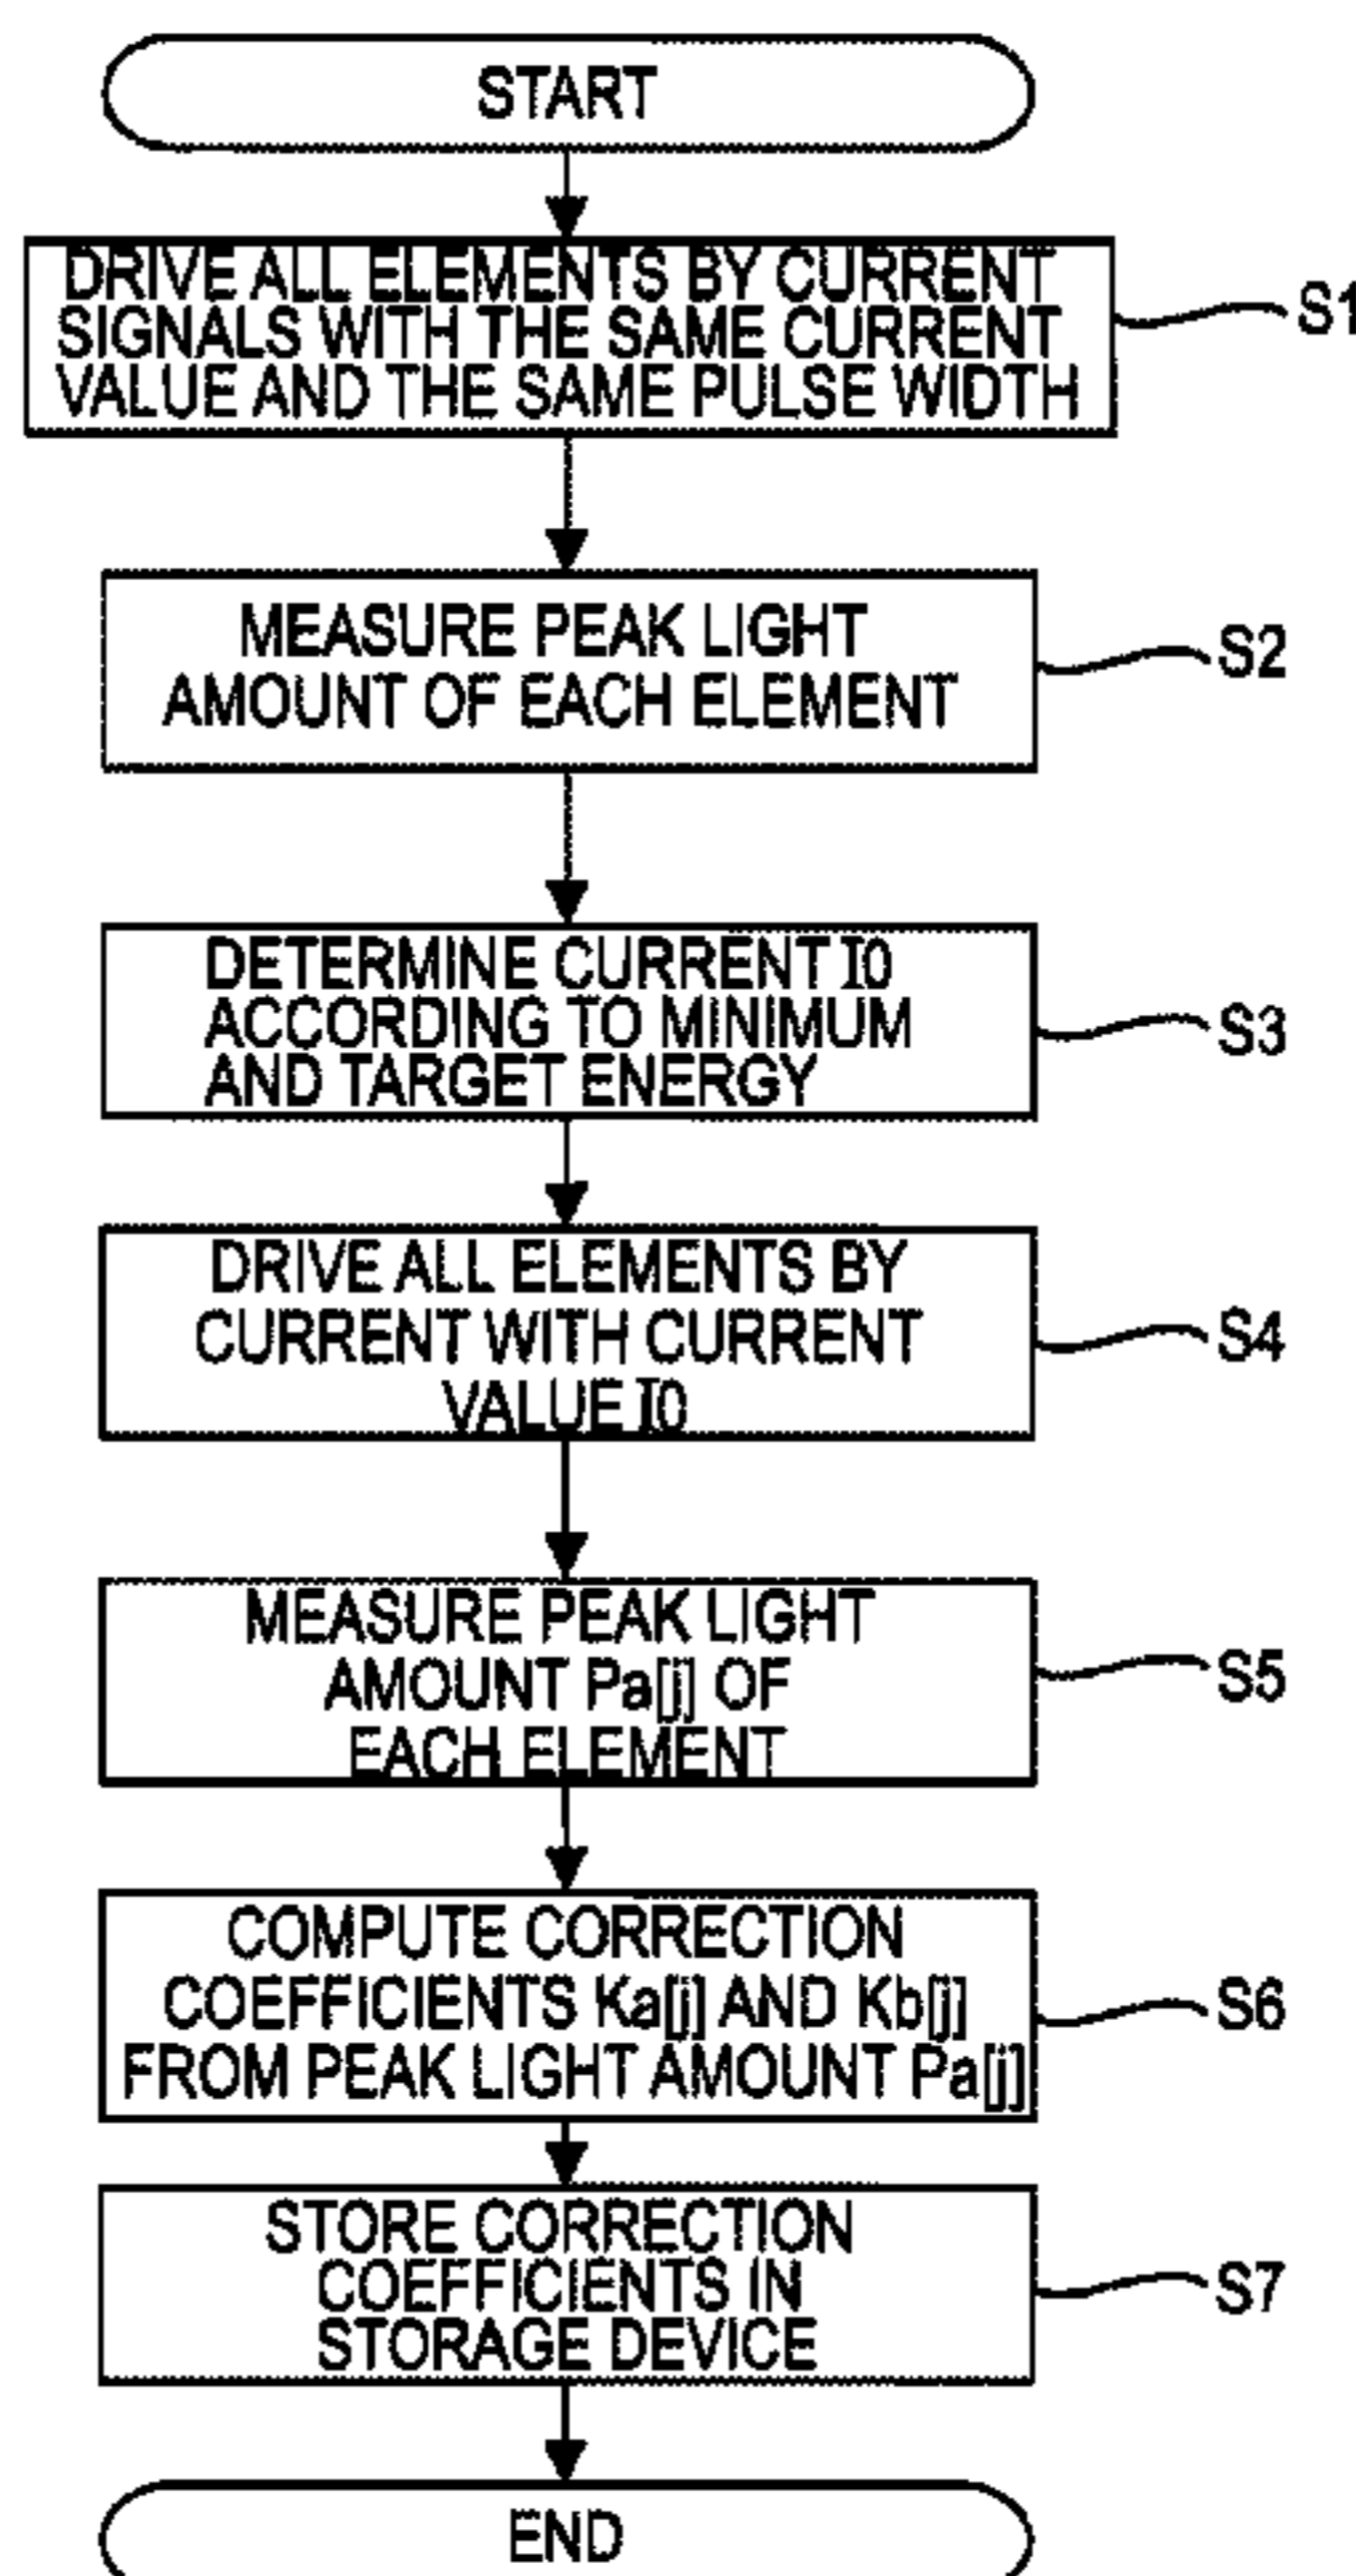 START
DRIVE ALL ELEMENTS BY CURRENT
SIGNALS WITH THE SAME CURRENT
VALUE AND THE SAME PULSE WIDTH
S1
MEASURE PEAK LIGHT
AMOUNT OF EACH ELEMENT
S2
DETERMINE CURRENT I0
ACCORDING TO MINIMUM
AND TARGET ENERGY
S3
DRIVE ALL ELEMENTS BY
CURRENT WITH CURRENT
VALUE I0
S4
MEASURE PEAK LIGHT
AMOUNT Pa[j] OF
EACH ELEMENT
S5
COMPUTE CORRECTION
COEFFICIENTS Ka[j] AND Kb[j]
FROM PEAK LIGHT AMOUNT Pa[j]
S6
STORE CORRECTION
COEFFICIENTS IN
STORAGE DEVICE
S7
END